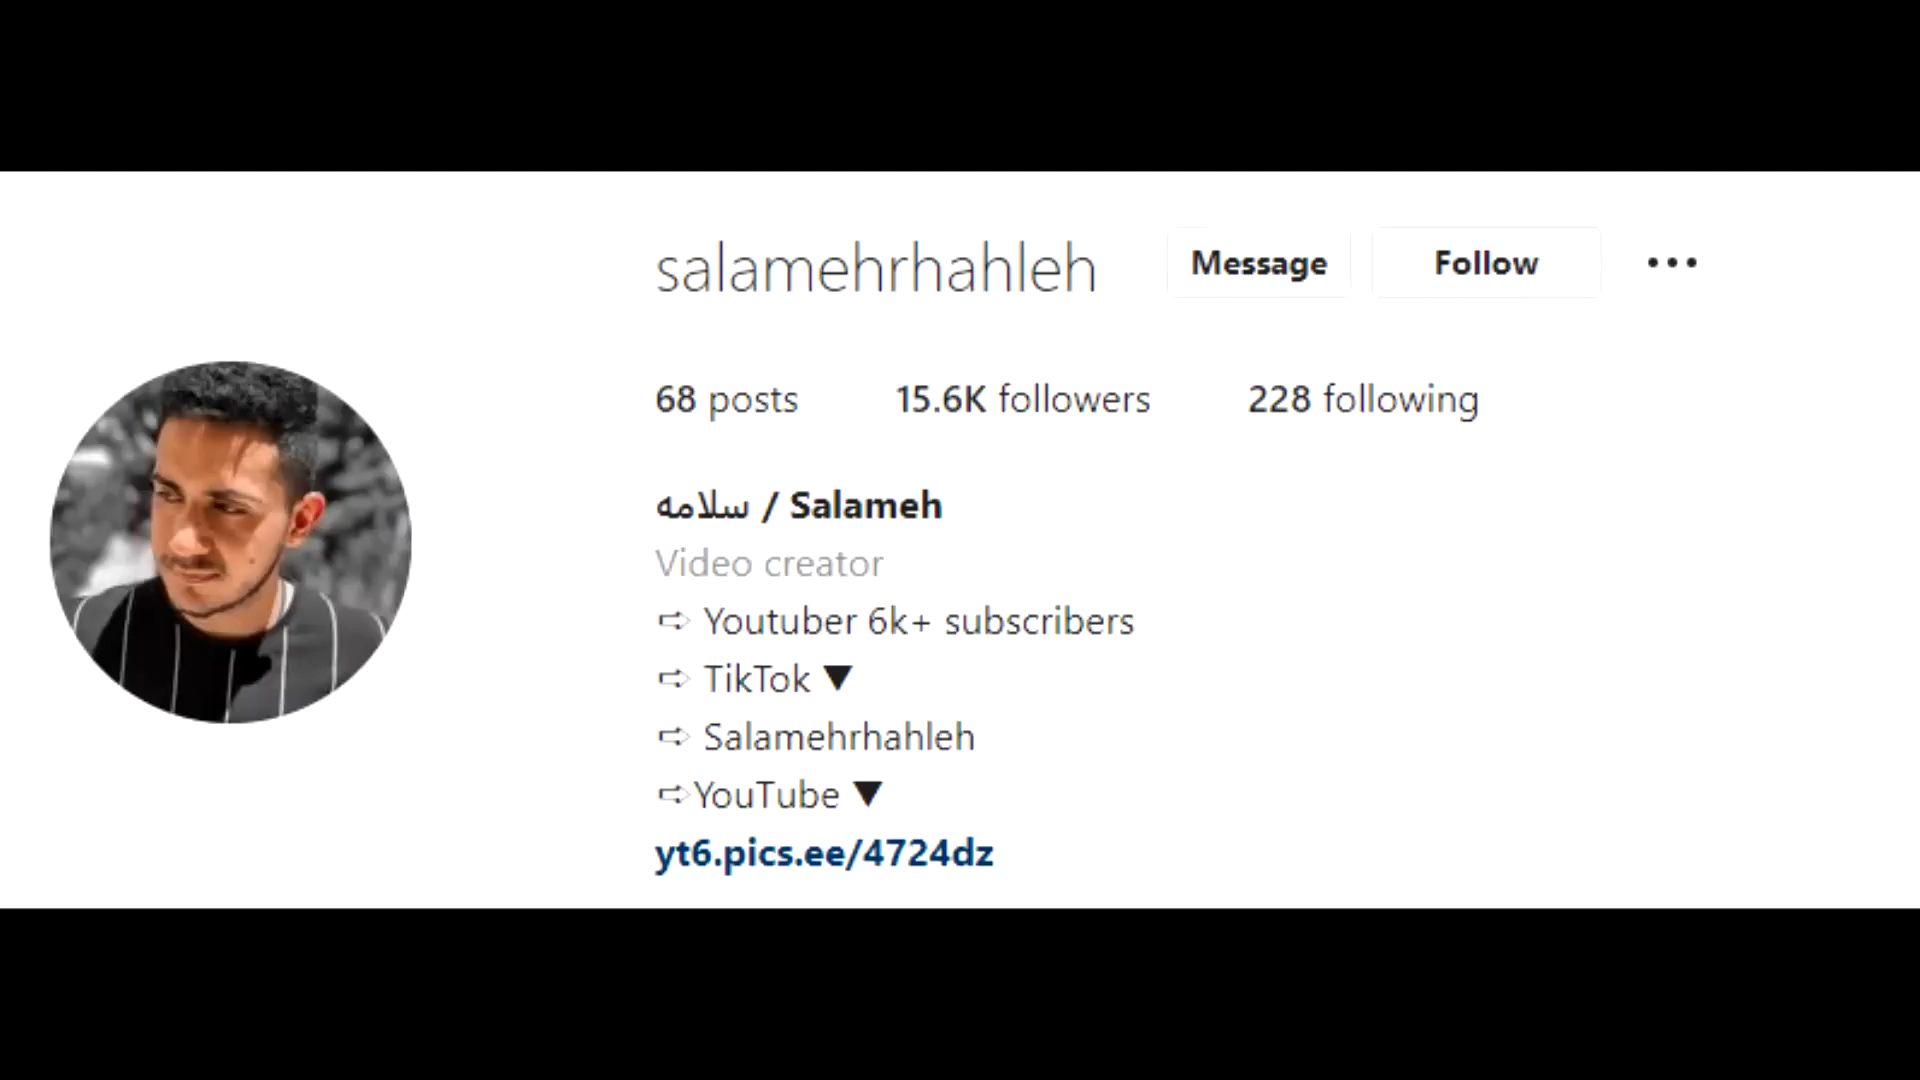 salamehrhahleh Message Follow •••
68 posts 15.6K followers 228 following
سلامه / Salameh
Video creator
➪ Youtuber 6k+ subscribers
➪ TikTok ▼
➪ Salamehrhahleh
➪YouTube ▼
yt6.pics.ee/4724dz